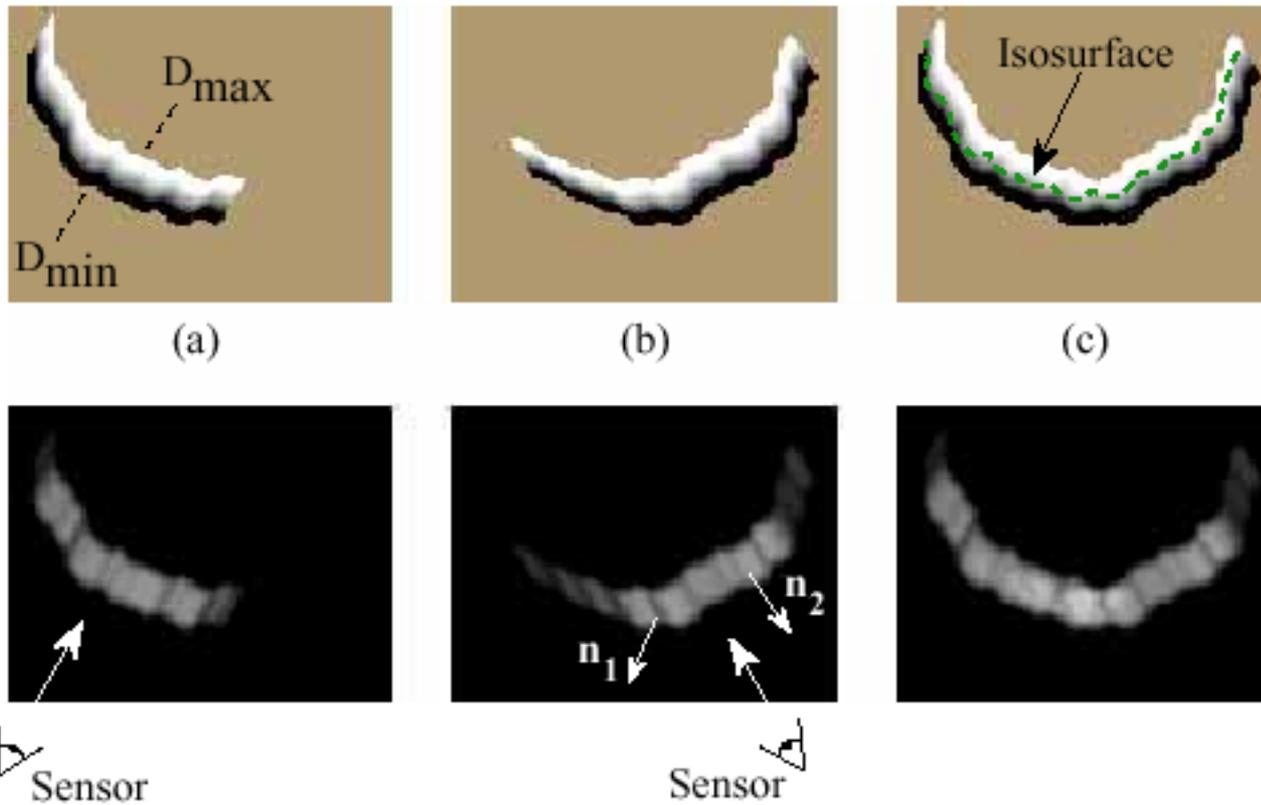 Dmax
Dmin
Isosurface
(a)
(b)
(c)
n1
n2
Sensor
Sensor